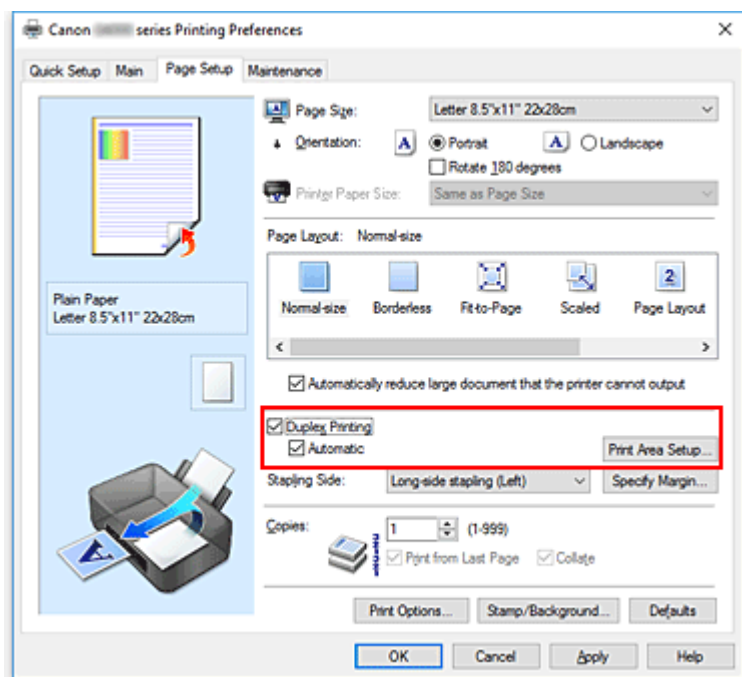 Canon series Printing Preferences
Quick Setup Main Page Setup Maintenance
Page Size: Letter 8.5"x11" 22x28cm
Orientation: A Portrait A Landscape
Rotate 180 degrees
Printer Paper Size: Same as Page Size
Page Layout: Normal-size
Normal-size Borderless Fit-to-Page Scaled Page Layout
Plain Paper
Letter 8.5"x11" 22x28cm
Automatically reduce large document that the printer cannot output
Duplex Printing
Automatic Print Area Setup...
Stapling Side: Long-side stapling (Left) Specify Margin...
Copies: 1 (1-999)
Print from Last Page Collate
Print Options... Stamp/Background... Defaults
OK Cancel Apply Help